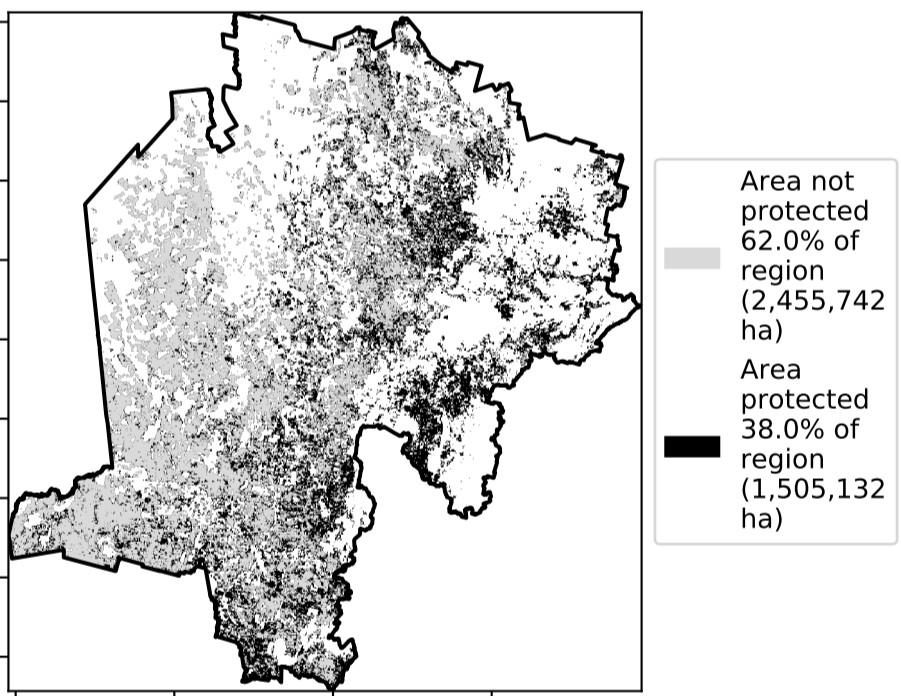 Area not
protected
62.0% of
region
(2,455,742
ha)
Area
protected
38.0% of
region
(1,505,132
ha)